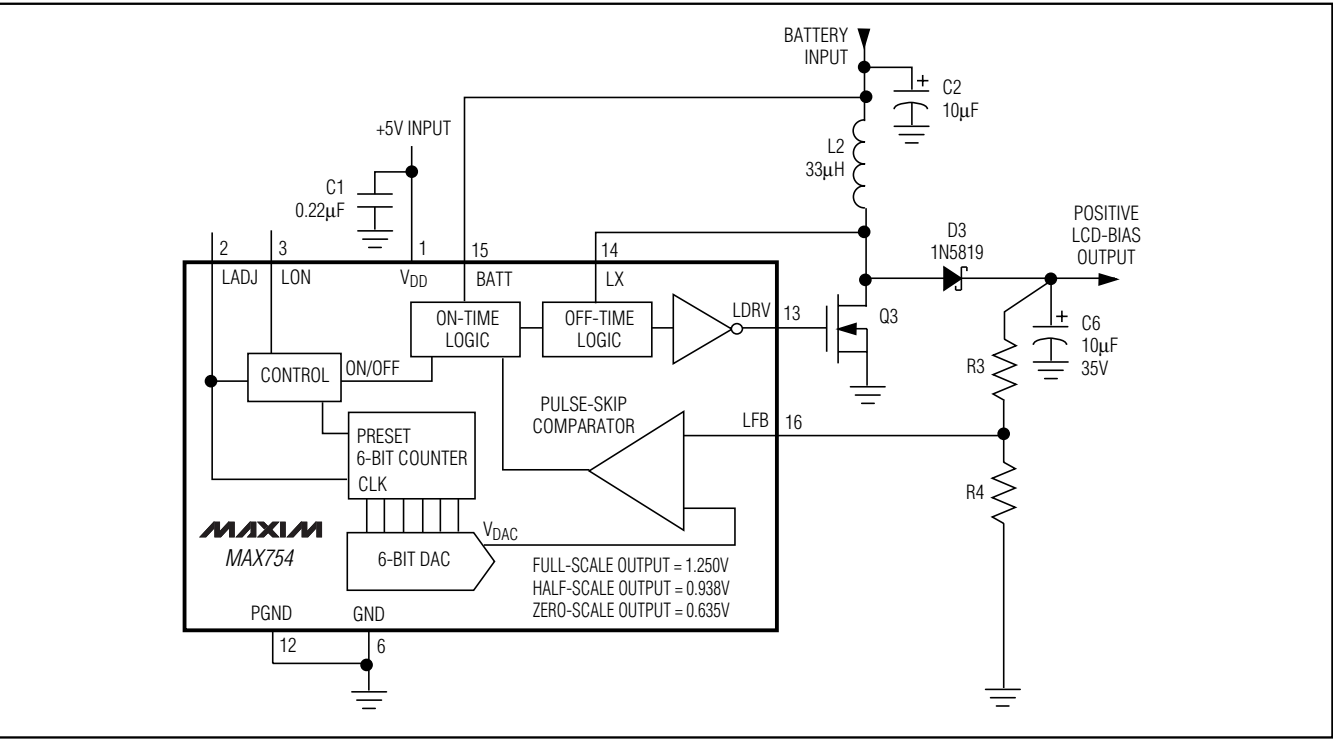 BATTERY
INPUT
C2
10µF
+
+5V INPUT
L2
33µH
C1
0.22µF
POSITIVE
LCD-BIAS
OUTPUT
D3
1N5819
2
3
1
15
14
LADJ
LON
VDD
BATT
LX
ON-TIME
LOGIC
OFF-TIME
LOGIC
LDRV
13
Q3
+
C6
10µF
35V
R3
CONTROL
ON/OFF
PULSE-SKIP
COMPARATOR
LFB
16
PRESET
6-BIT COUNTER
CLK
R4
MAXIM
MAX754
VDAC
6-BIT DAC
FULL-SCALE OUTPUT = 1.250V
HALF-SCALE OUTPUT = 0.938V
ZERO-SCALE OUTPUT = 0.635V
PGND
GND
12
6